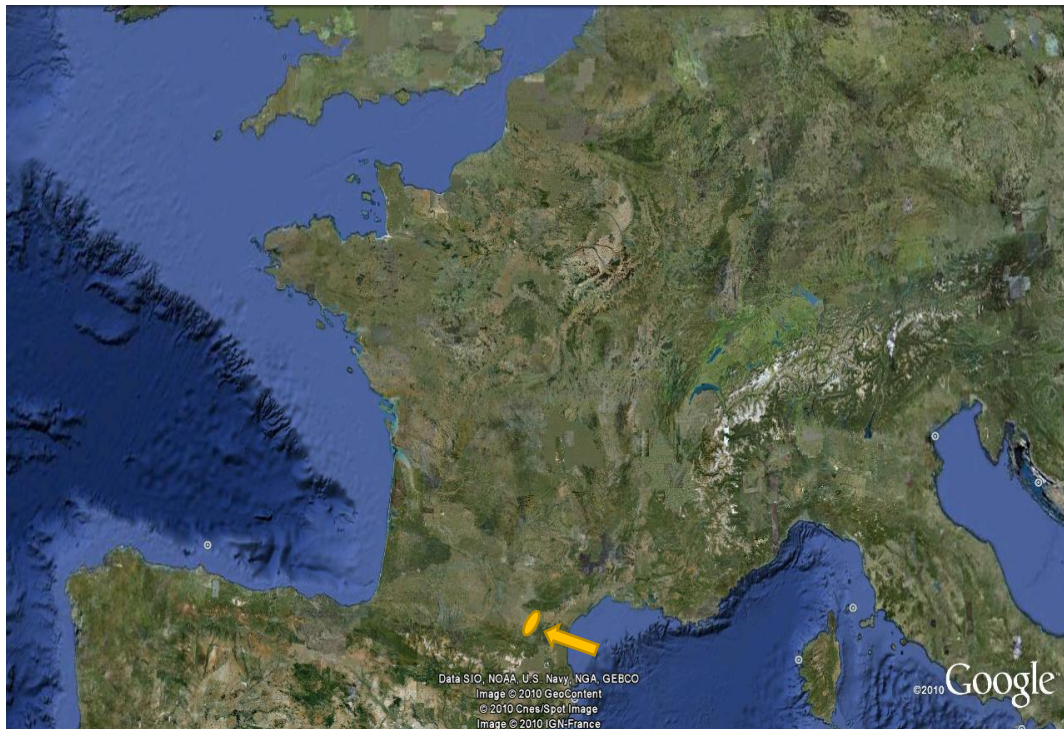 Data SIO, NOAA, U.S. Navy, NGA, GEBCO
Image © 2010 GeoContent
© 2010 Cnes/Spot Image
Image © 2010 IGN-France
©2010 Google